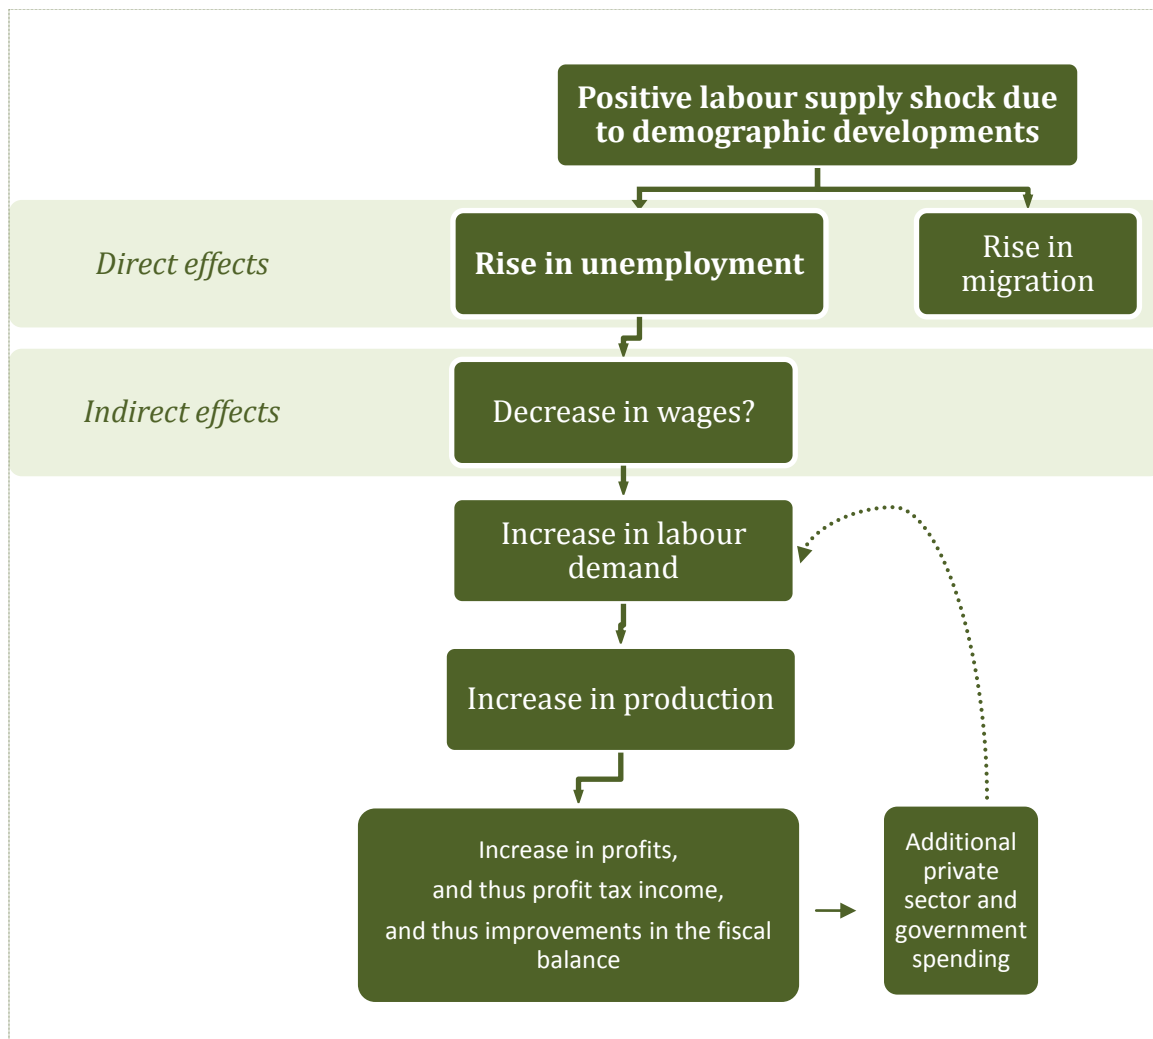 Positive labour supply shock due
to demographic developments
Direct effects
Rise in unemployment
Rise in
migration
Indirect effects
Decrease in wages?
Increase in labour
demand
Increase in production
Increase in profits,
and thus profit tax income,
and thus improvements in the fiscal
balance
Additional
private
sector and
government
spending